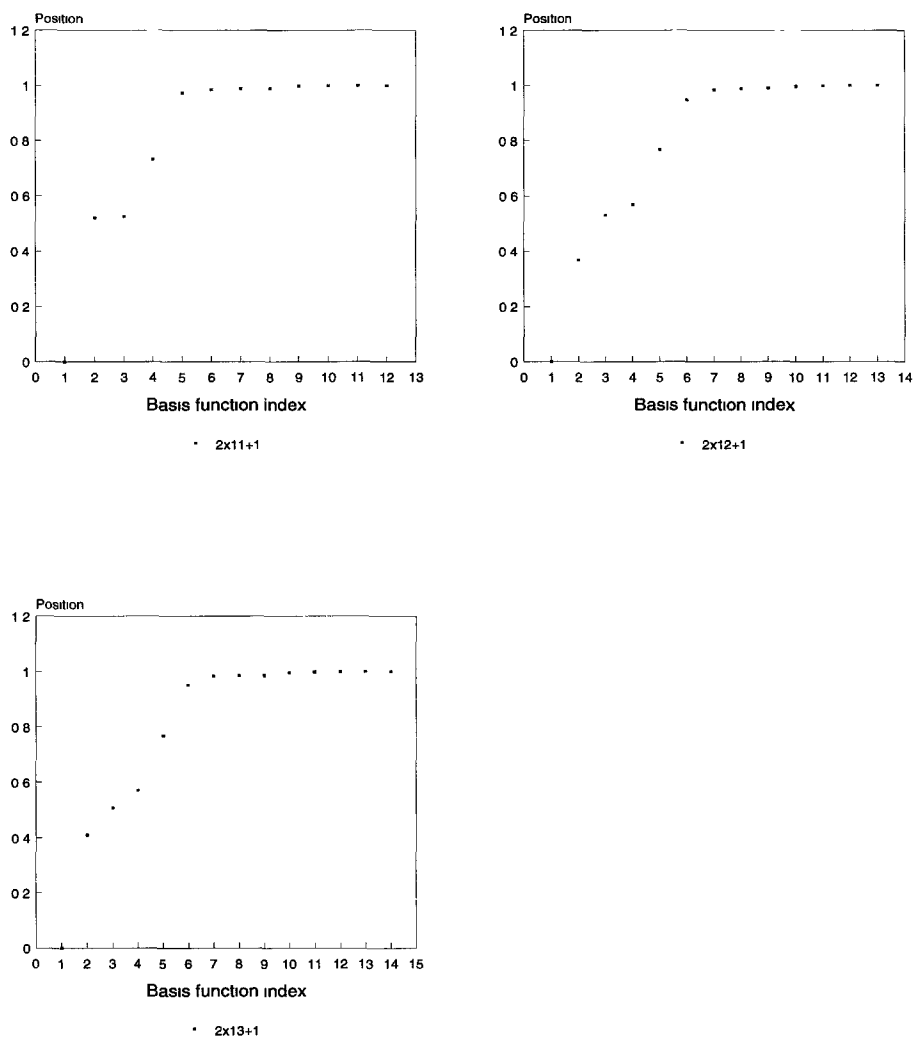 Position
1 2
1
0 8
0 6
0 4
0 2
0
0 1 2 3 4 5 6 7 8 9 10 11 12 13
Basis function index
2x11+1
Position
1 2
1
0 8
0 6
0 4
0 2
0
0 1 2 3 4 5 6 7 8 9 10 11 12 13 14
Basis function index
2x12+1
Position
1 2
1
0 8
0 6
0 4
0 2
0
0 1 2 3 4 5 6 7 8 9 10 11 12 13 14 15
Basis function index
2x13+1